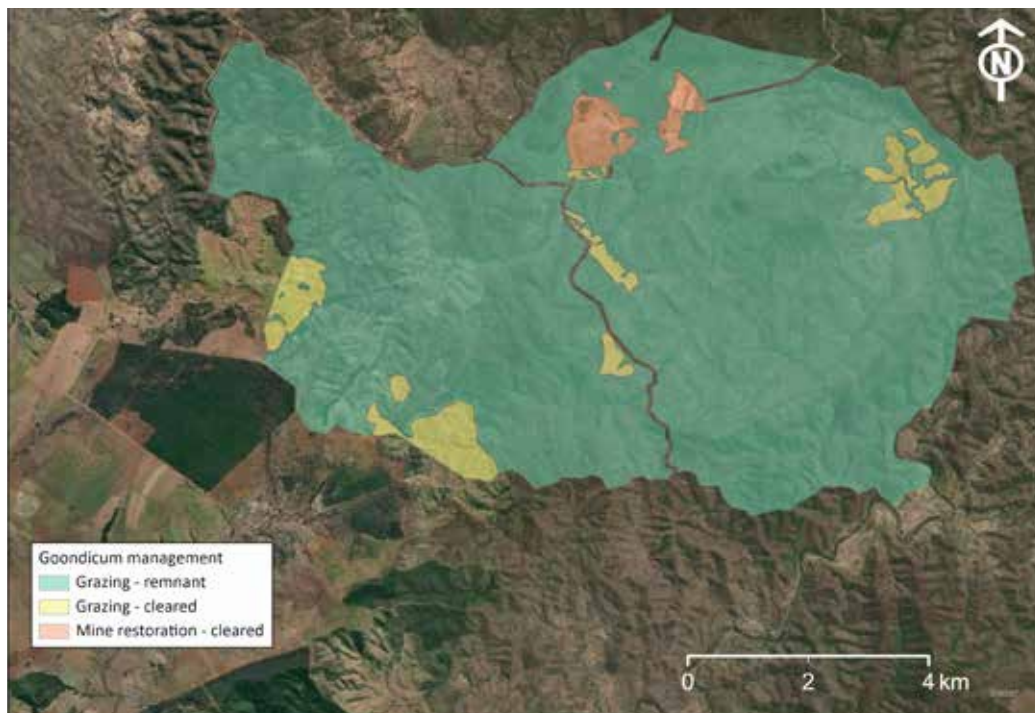 N
Goondicum management
Grazing - remnant
Grazing - cleared
Mine restoration - cleared
0 2 4 km